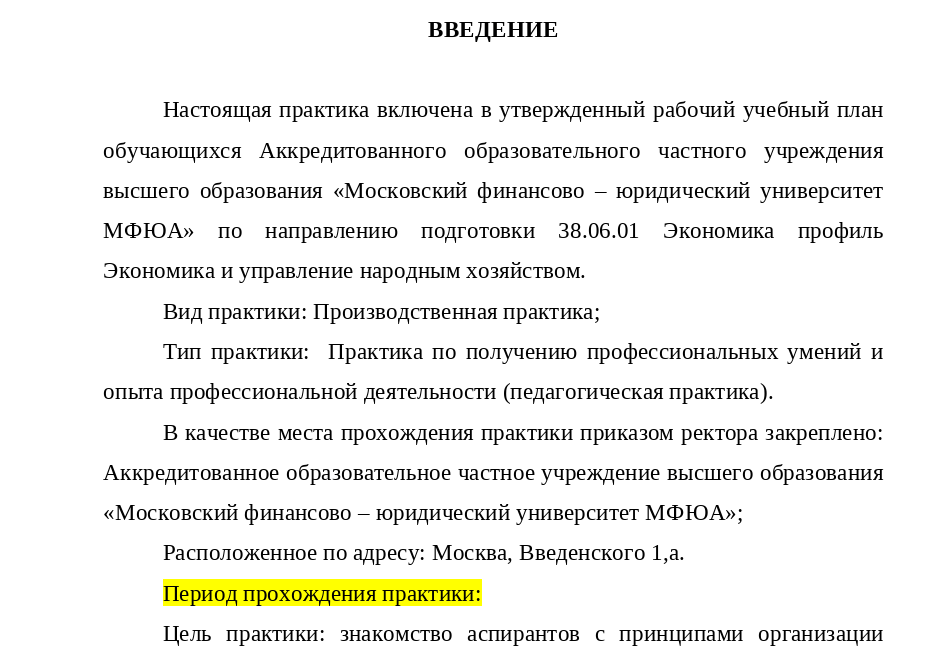 ВВЕДЕНИЕ
Настоящая практика включена в утвержденный рабочий учебный план
обучающихся Аккредитованного образовательного частного учреждения
высшего образования «Московский финансово – юридический университет
МФЮА» по направлению подготовки 38.06.01 Экономика профиль
Экономика и управление народным хозяйством.
Вид практики: Производственная практика;
Тип практики: Практика по получению профессиональных умений и
опыта профессиональной деятельности (педагогическая практика).
В качестве места прохождения практики приказом ректора закреплено:
Аккредитованное образовательное частное учреждение высшего образования
«Московский финансово – юридический университет МФЮА»;
Расположенное по адресу: Москва, Введенского 1,а.
Период прохождения практики:
Цель практики: знакомство аспирантов с принципами организации